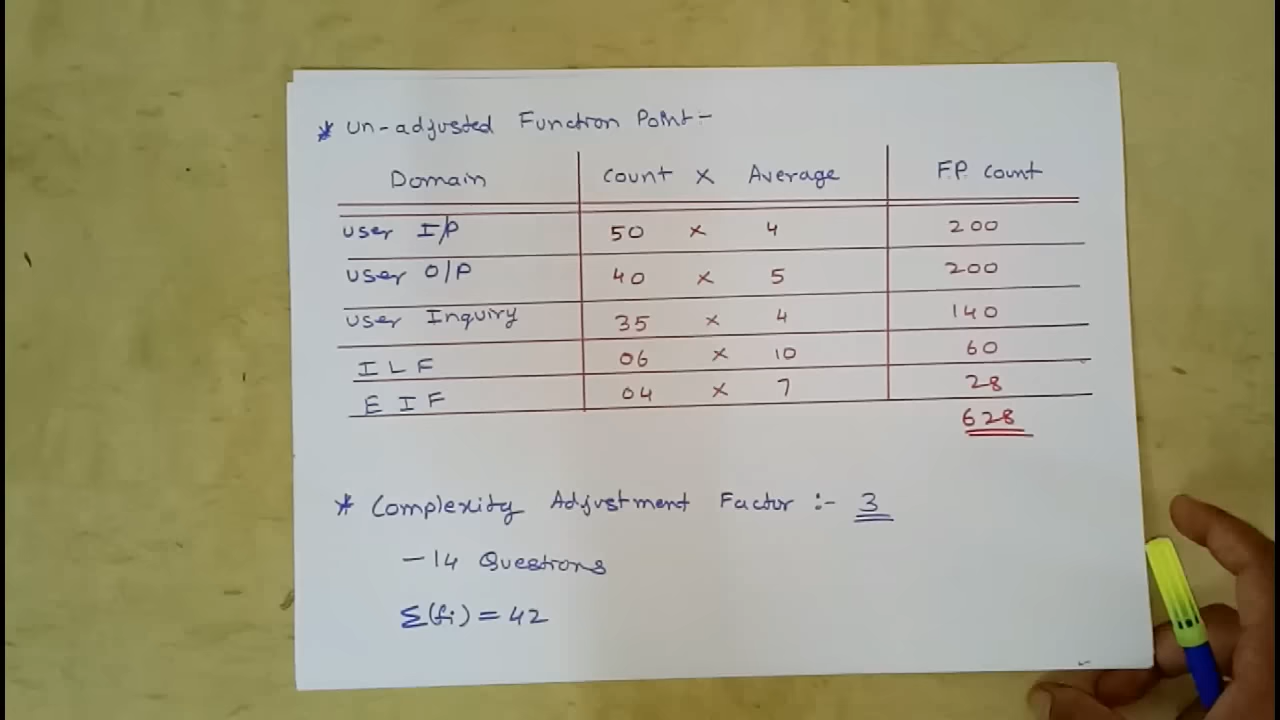 * Un-adjusted Function Point -
Domain Count x Average F.P. Count
User I/P 50 x 4 200
User O/P 40 x 5 200
User Inquiry 35 x 4 140
ILF 06 x 10 60
EIF 04 x 7 28
628
* Complexity Adjustment Factor :- 3
- 14 Questions
Σ(fi) = 42